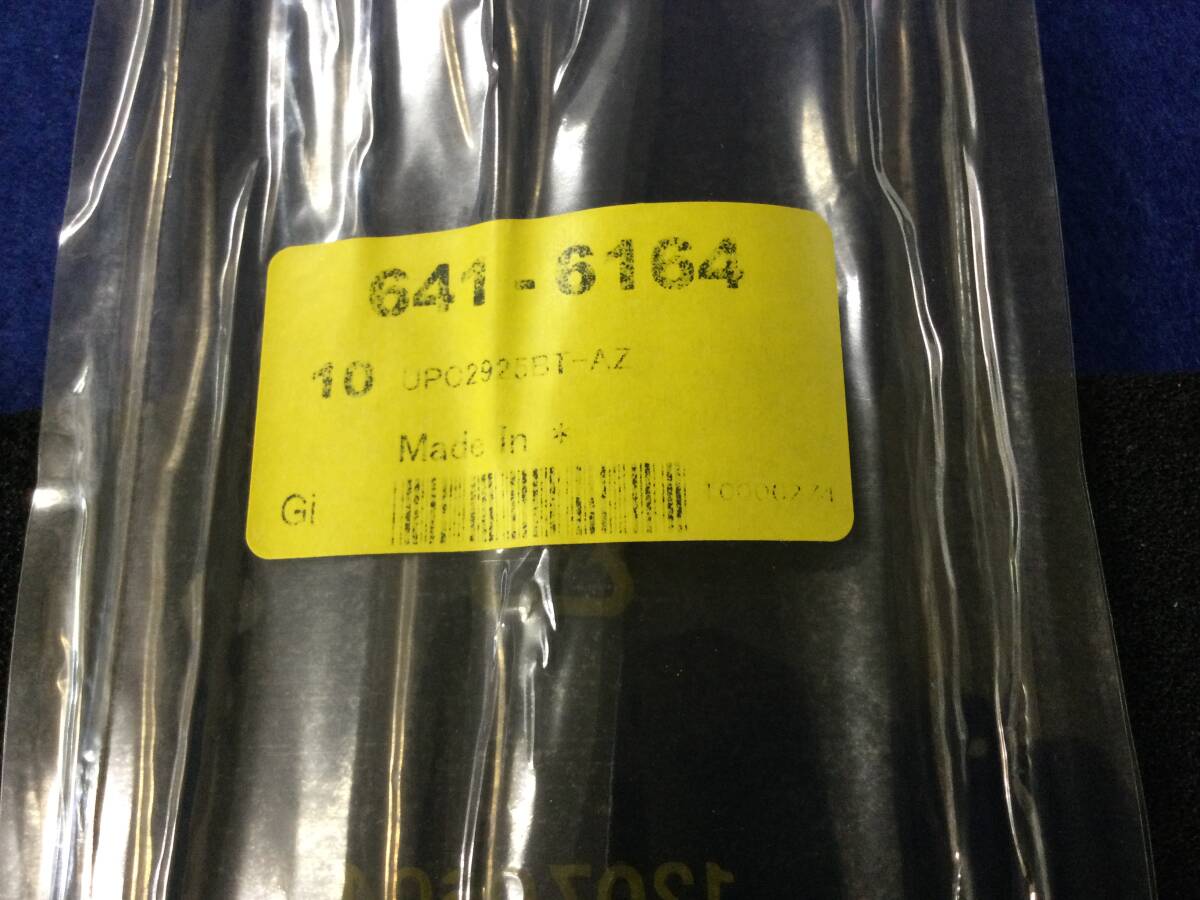 641-6164
10 UPC2925BT-AZ
Made In *
Gi